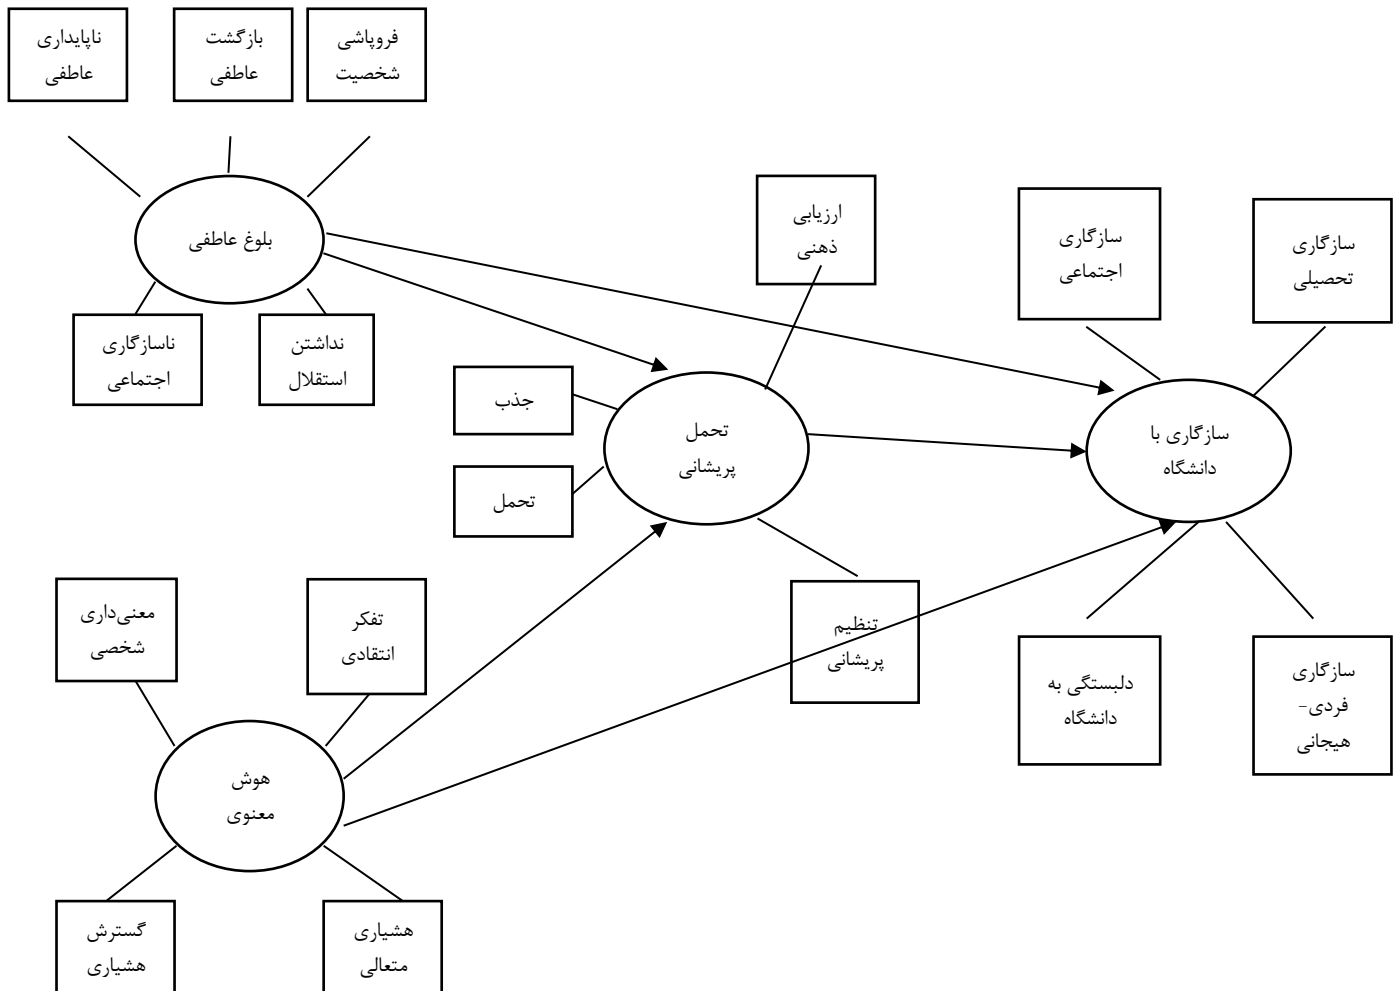 ناپایداری
عاطفی
بازگشت
عاطفی
فروپاشی
شخصیت
بلوغ عاطفی
ناسازگاری
اجتماعی
نداشتن
استقلال
ارزیابی
ذهنی
سازگاری
اجتماعی
سازگاری
تحصیلی
جذب
تحمل
تحمل
پریشانی
سازگاری با
دانشگاه
تنظیم
پریشانی
دلبستگی به
دانشگاه
سازگاری
فردی-
هیجانی
معنی‌داری
شخصی
تفکر
انتقادی
هوش
معنوی
گسترش
هشیاری
هشیاری
متعالی